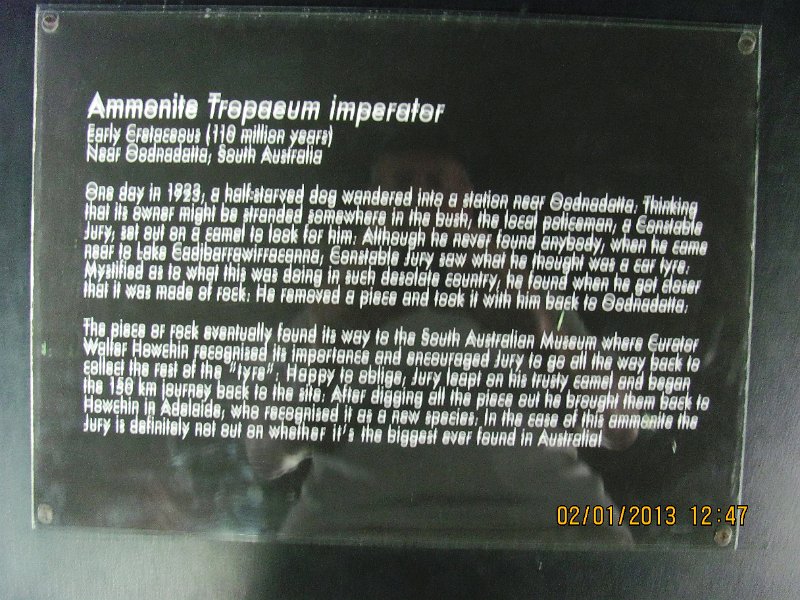 Ammonite Tropaeum imperator
Early Cretaceous (110 million years)
Near Oodnadatta, South Australia
One day in 1923, a half-starved dog wandered into a station near Oodnadatta. Thinking
that its owner might be stranded somewhere in the bush, the local policeman, a Constable
Jury, set out on a camel to look for him. Although he never found anybody, when he came
near to Lake Cadibarrawirracanna, Constable Jury saw what he thought was a car tyre.
Mystified as to what this was doing in such desolate country, he found when he got closer
that it was made of rock. He removed a piece and took it with him back to Oodnadatta.
The piece of rock eventually found its way to the South Australian Museum where Curator
Walter Howchin recognised its importance and encouraged Jury to go all the way back to
collect the rest of the "tyre". Happy to oblige, Jury leapt on his trusty camel and began
the 150 km journey back to the site. After digging all the piece out he brought them back to
Howchin in Adelaide, who recognised it as a new species. In the case of this ammonite the
Jury is definitely not out on whether it's the biggest ever found in Australia!
02/01/2013 12:47